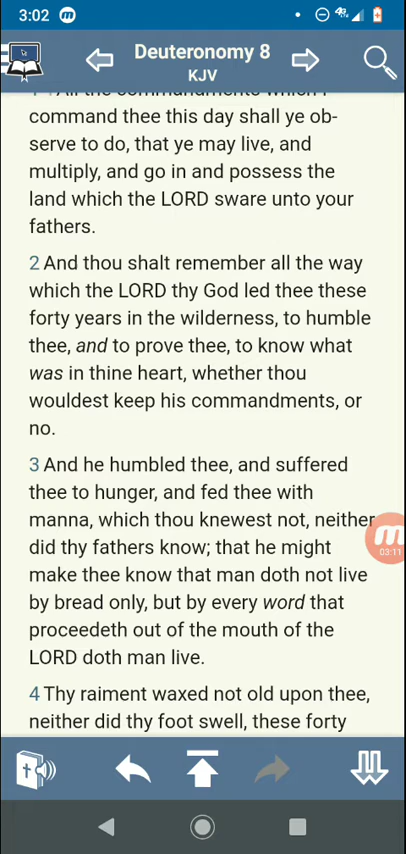 3:02
Deuteronomy 8
KJV
All the commandments which I
command thee this day shall ye ob-
serve to do, that ye may live, and
multiply, and go in and possess the
land which the LORD sware unto your
fathers.
2 And thou shalt remember all the way
which the LORD thy God led thee these
forty years in the wilderness, to humble
thee, and to prove thee, to know what
was in thine heart, whether thou
wouldest keep his commandments, or
no.
3 And he humbled thee, and suffered
thee to hunger, and fed thee with
manna, which thou knewest not, neither
did thy fathers know; that he might
make thee know that man doth not live
by bread only, but by every word that
proceedeth out of the mouth of the
LORD doth man live.
03:11
4 Thy raiment waxed not old upon thee,
neither did thy foot swell, these forty